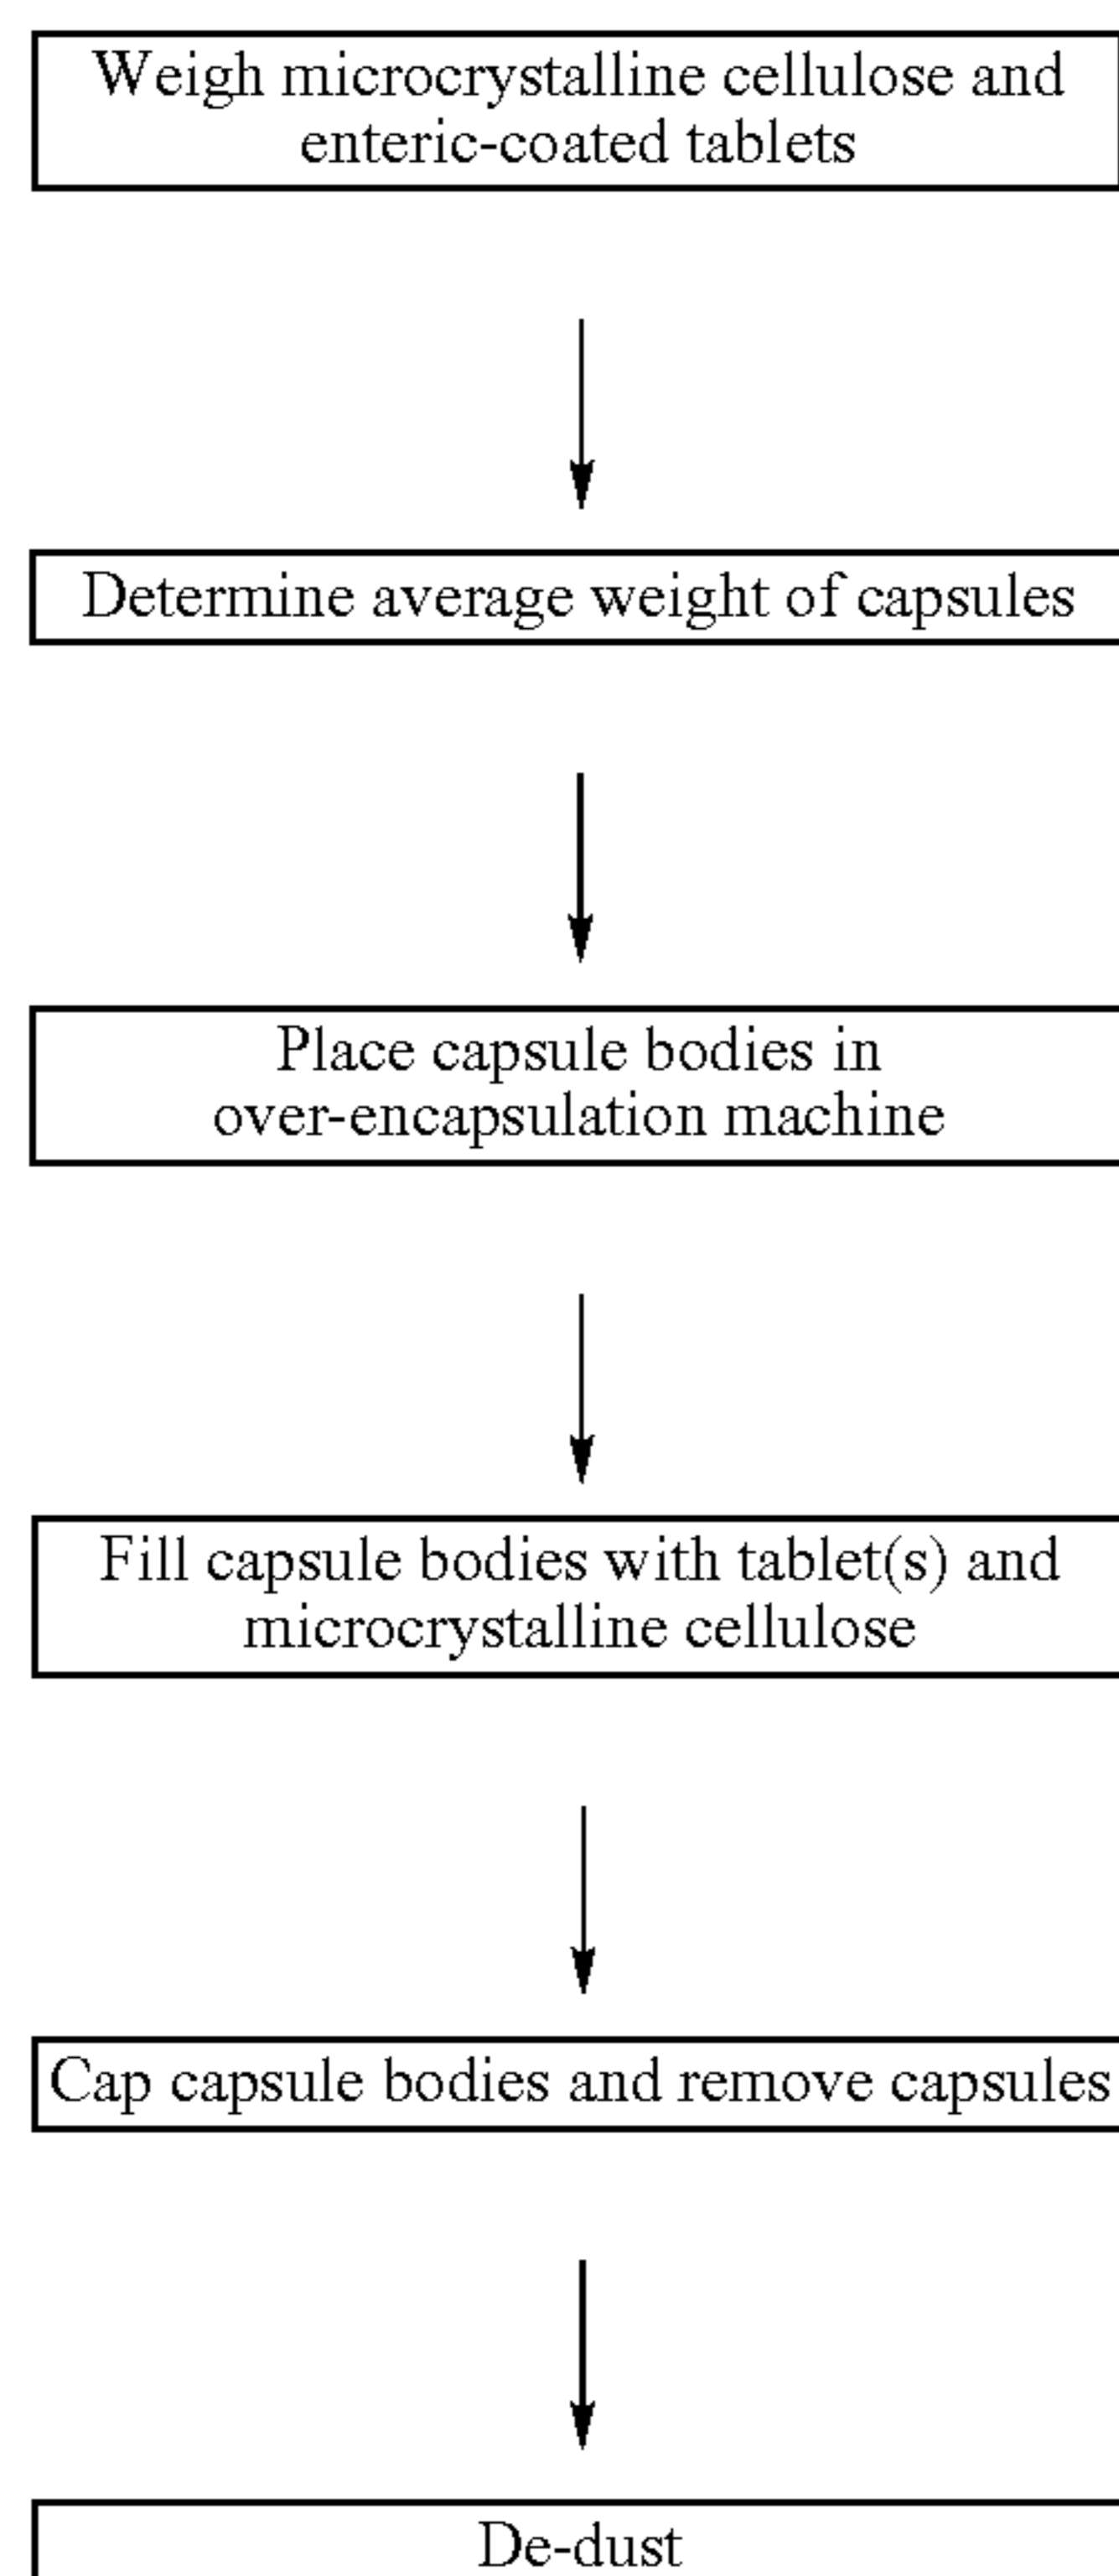 Weigh microcrystalline cellulose and
enteric-coated tablets
Determine average weight of capsules
Place capsule bodies in
over-encapsulation machine
Fill capsule bodies with tablet(s) and
microcrystalline cellulose
Cap capsule bodies and remove capsules
De-dust